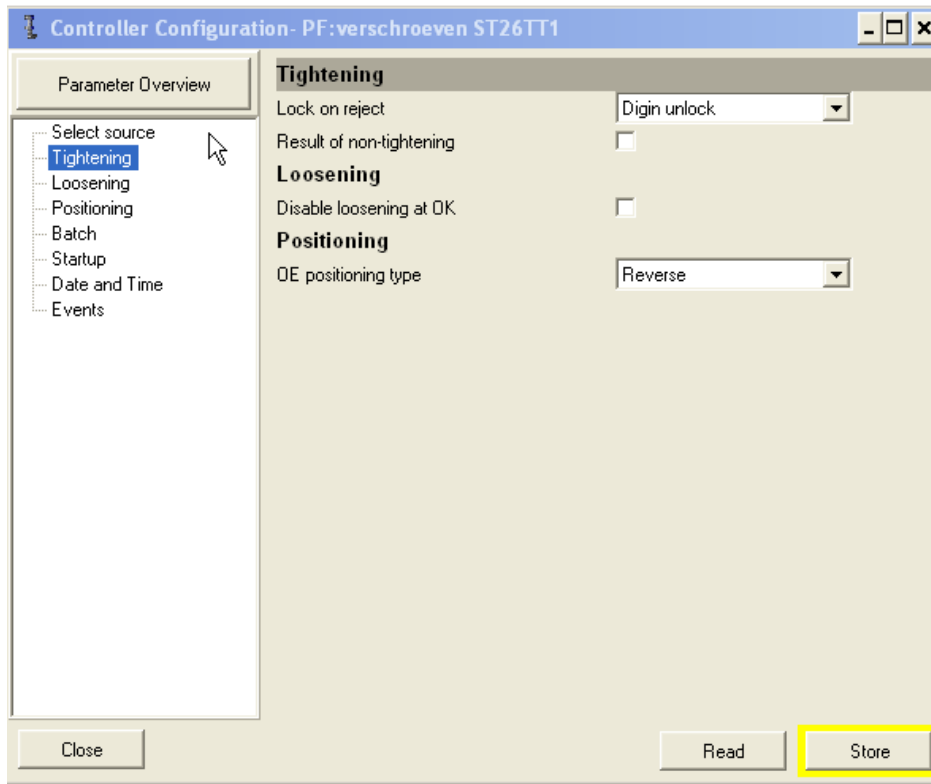 Controller Configuration- PF:verschroeven ST26TT1
Parameter Overview
Select source
Tightening
Loosening
Positioning
Batch
Startup
Date and Time
Events
Tightening
Lock on reject
Digin unlock
Result of non-tightening
Loosening
Disable loosening at OK
Positioning
OE positioning type
Reverse
Close
Read
Store